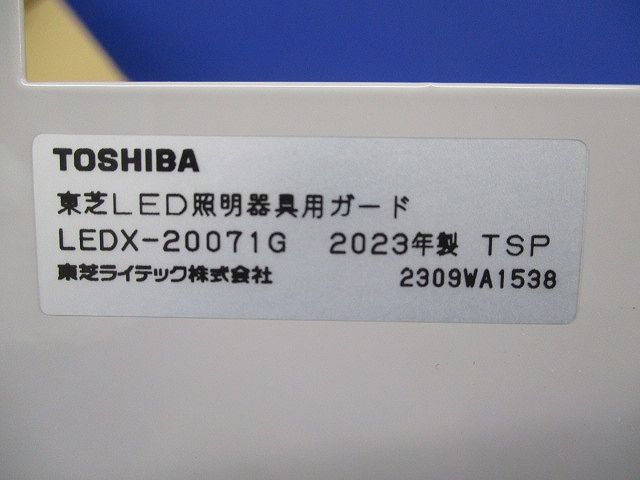 TOSHIBA
東芝LED照明器具用ガード
LEDX-20071G 2023年製 TSP
東芝ライテック株式会社 2309WA1538